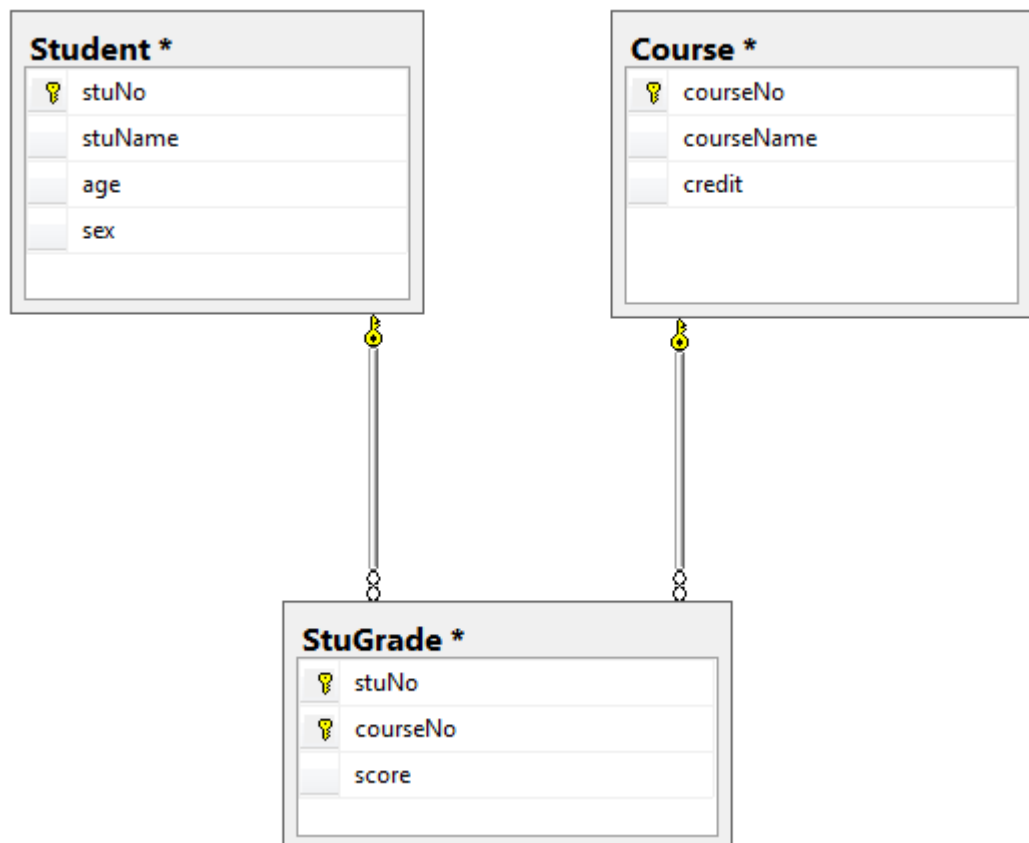 Student *
stuNo
stuName
age
sex
Course *
courseNo
courseName
credit
StuGrade *
stuNo
courseNo
score